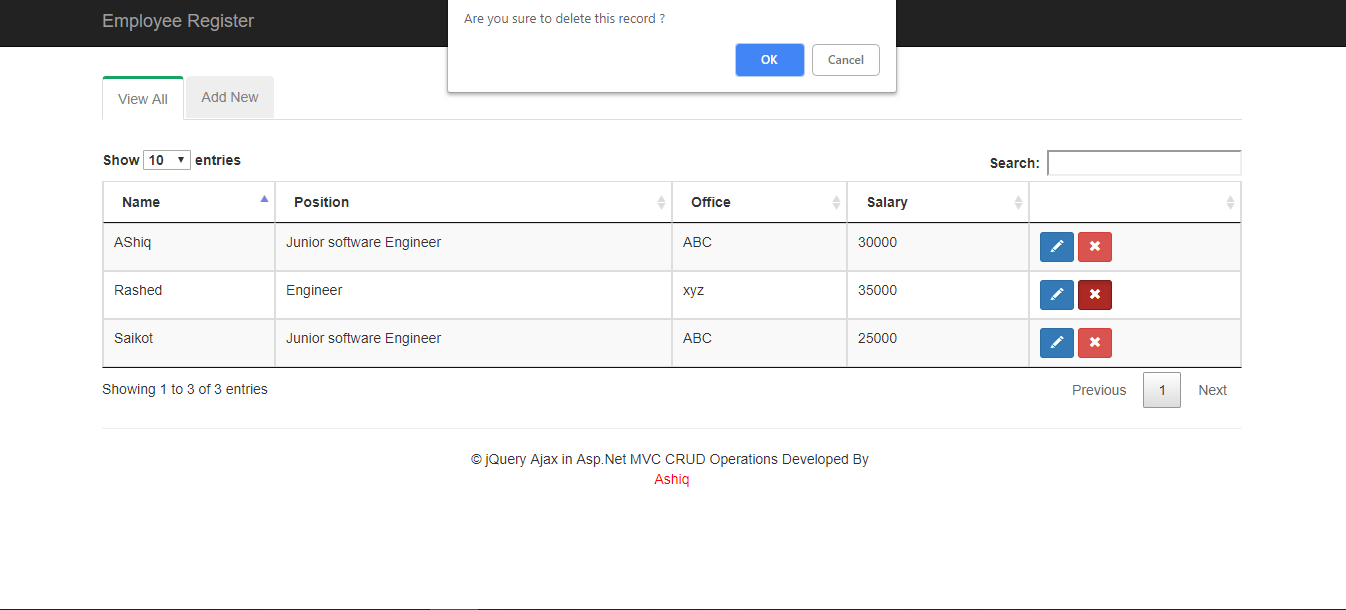 Employee Register
Are you sure to delete this record ?
OK Cancel
View All Add New
Show 10 entries Search:
Name Position Office Salary
AShiq Junior software Engineer ABC 30000
Rashed Engineer xyz 35000
Saikot Junior software Engineer ABC 25000
Showing 1 to 3 of 3 entries Previous 1 Next
© jQuery Ajax in Asp.Net MVC CRUD Operations Developed By
Ashiq